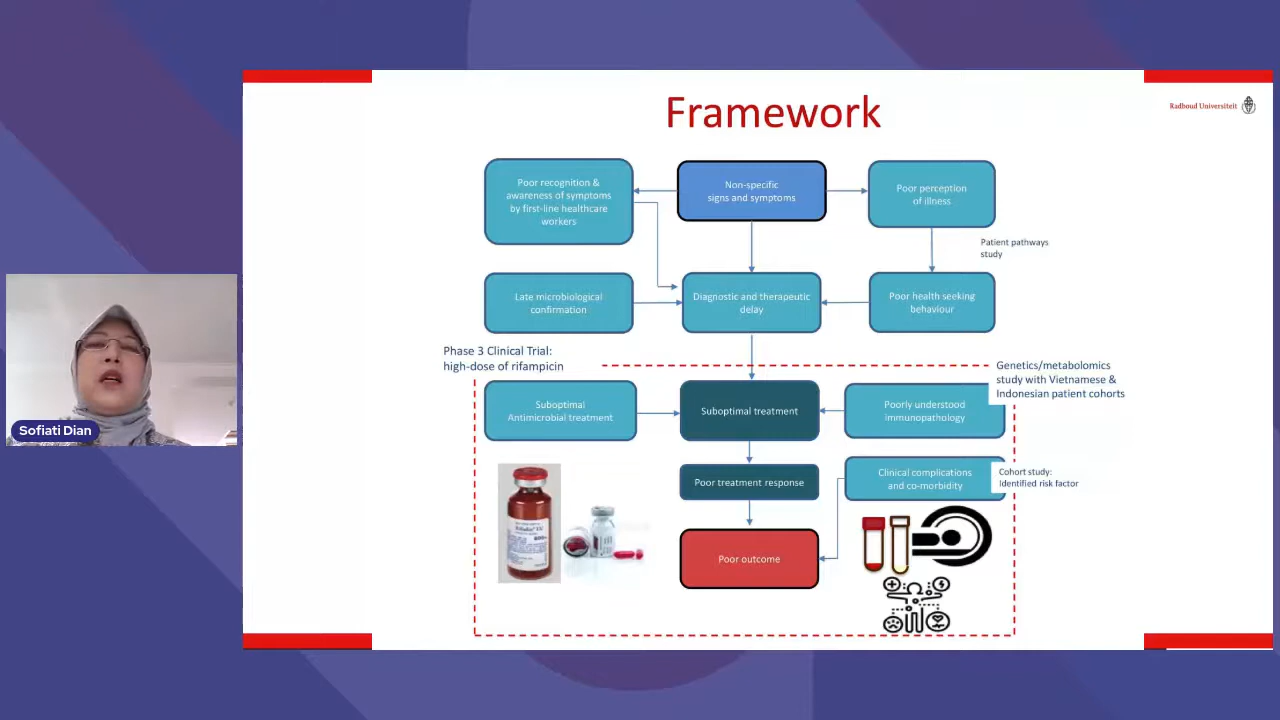 Framework
Radboud Universiteit
Poor recognition &
awareness of symptoms
by first-line healthcare
workers
Non-specific
signs and symptoms
Poor perception
of illness
Patient pathways
study
Late microbiological
confirmation
Diagnostic and therapeutic
delay
Poor health seeking
behaviour
Phase 3 Clinical Trial:
high-dose of rifampicin
Genetics/metabolomics
study with Vietnamese &
Indonesian patient cohorts
Suboptimal
Antimicrobial treatment
Suboptimal treatment
Poorly understood
immunopathology
Poor treatment response
Clinical complications
and co-morbidity
Cohort study:
Identified risk factor
Poor outcome
Sofiati Dian